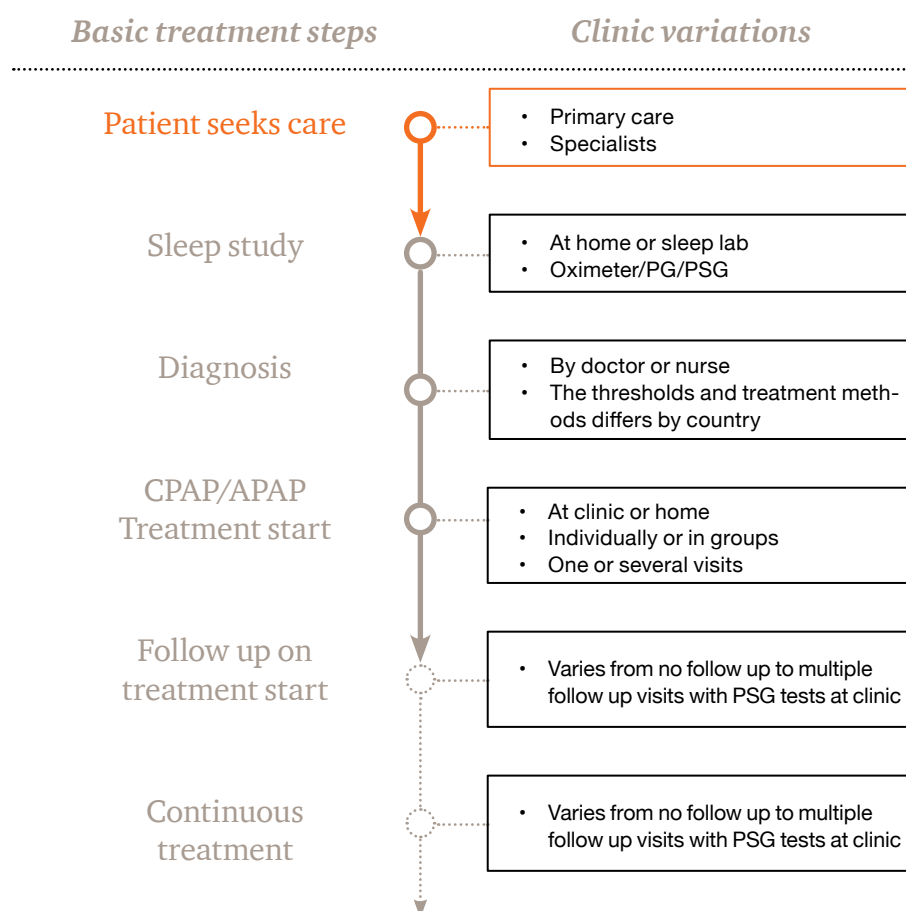 Basic treatment steps
Clinic variations
Patient seeks care
• Primary care
• Specialists
Sleep study
• At home or sleep lab
• Oximeter/PG/PSG
Diagnosis
• By doctor or nurse
• The thresholds and treatment meth-
ods differs by country
CPAP/APAP
Treatment start
• At clinic or home
• Individually or in groups
• One or several visits
Follow up on
treatment start
• Varies from no follow up to multiple
follow up visits with PSG tests at clinic
Continuous
treatment
• Varies from no follow up to multiple
follow up visits with PSG tests at clinic